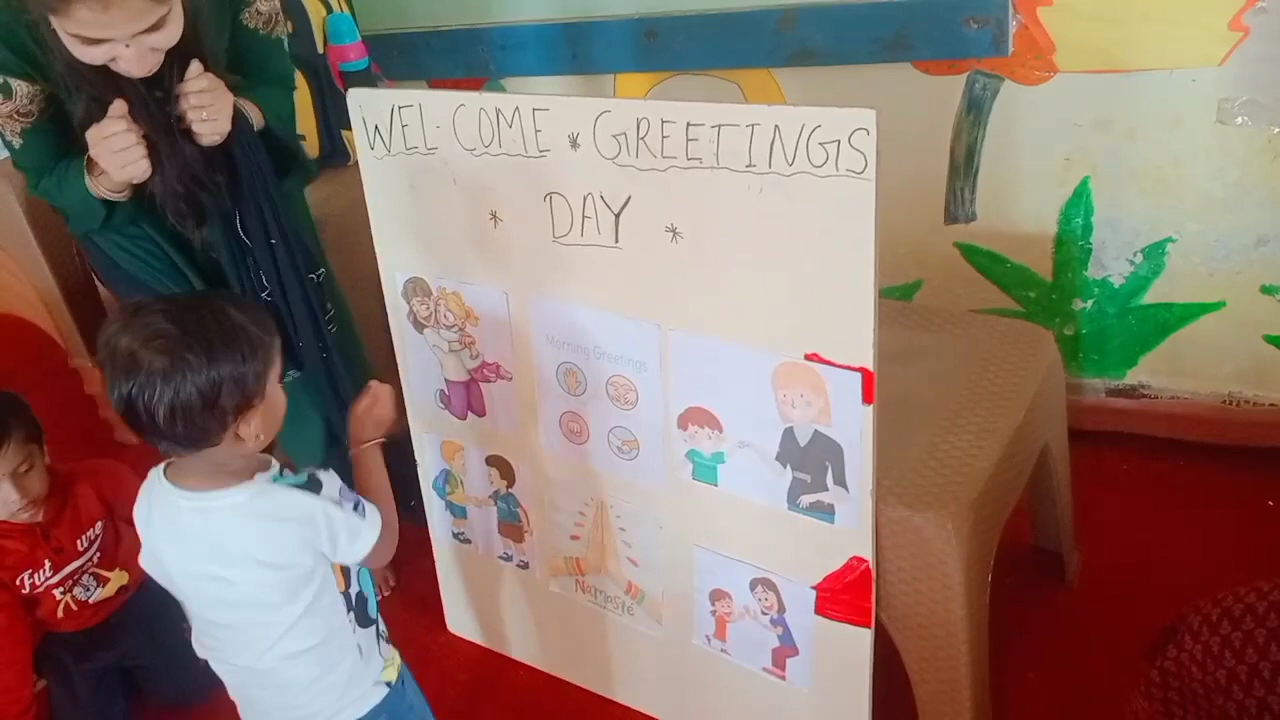 WEL-COME * GREETINGS
* DAY *
Morning Greetings
Namaste
Future